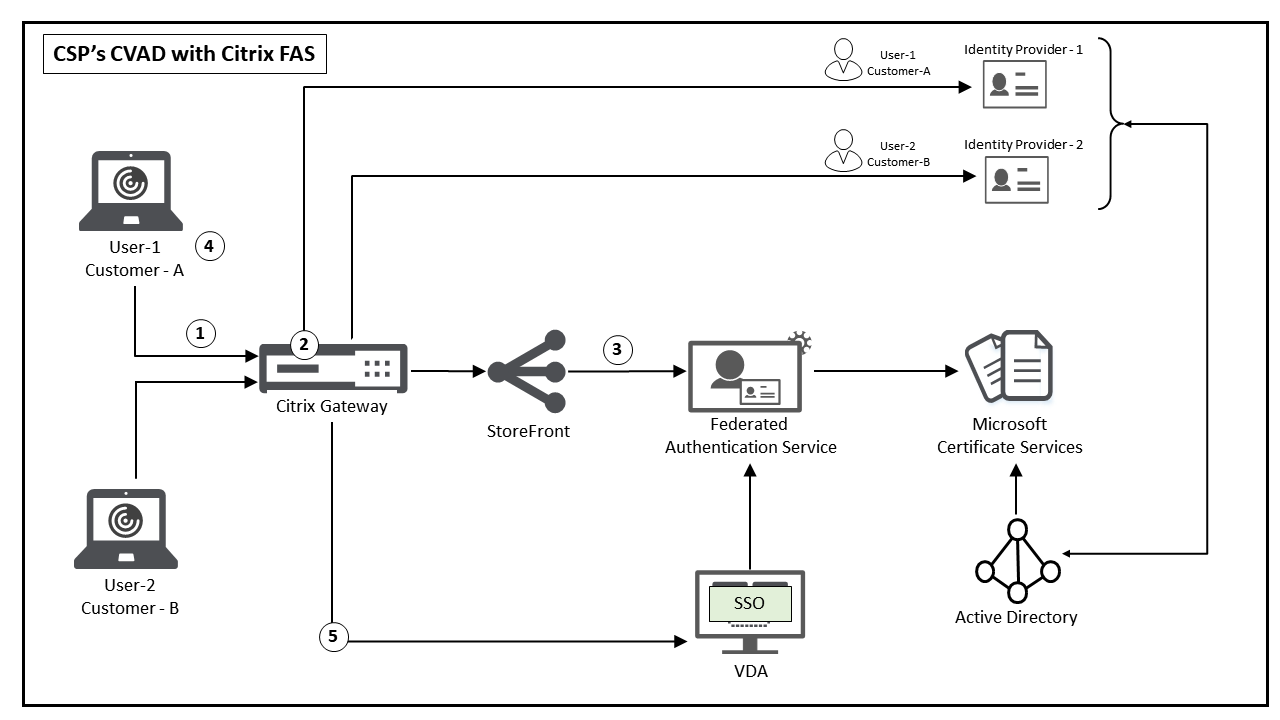 CSP’s CVAD with Citrix FAS
User-1
Customer-A
Identity Provider - 1
User-2
Customer-B
Identity Provider - 2
User-1
Customer - A
4
1
2
Citrix Gateway
StoreFront
3
Federated
Authentication Service
Microsoft
Certificate Services
User-2
Customer - B
5
SSO
VDA
Active Directory